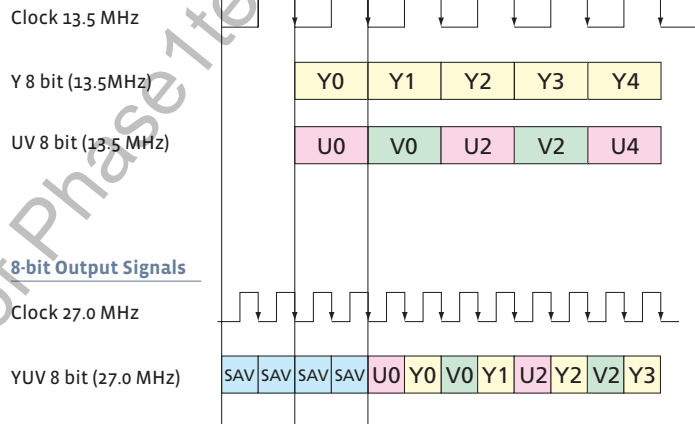 Clock 13.5 MHz
Y 8 bit (13.5MHz) Y0 Y1 Y2 Y3 Y4
UV 8 bit (13.5 MHz) U0 V0 U2 V2 U4
8-bit Output Signals
Clock 27.0 MHz
YUV 8 bit (27.0 MHz) SAV SAV SAV SAV U0 Y0 V0 Y1 U2 Y2 V2 Y3